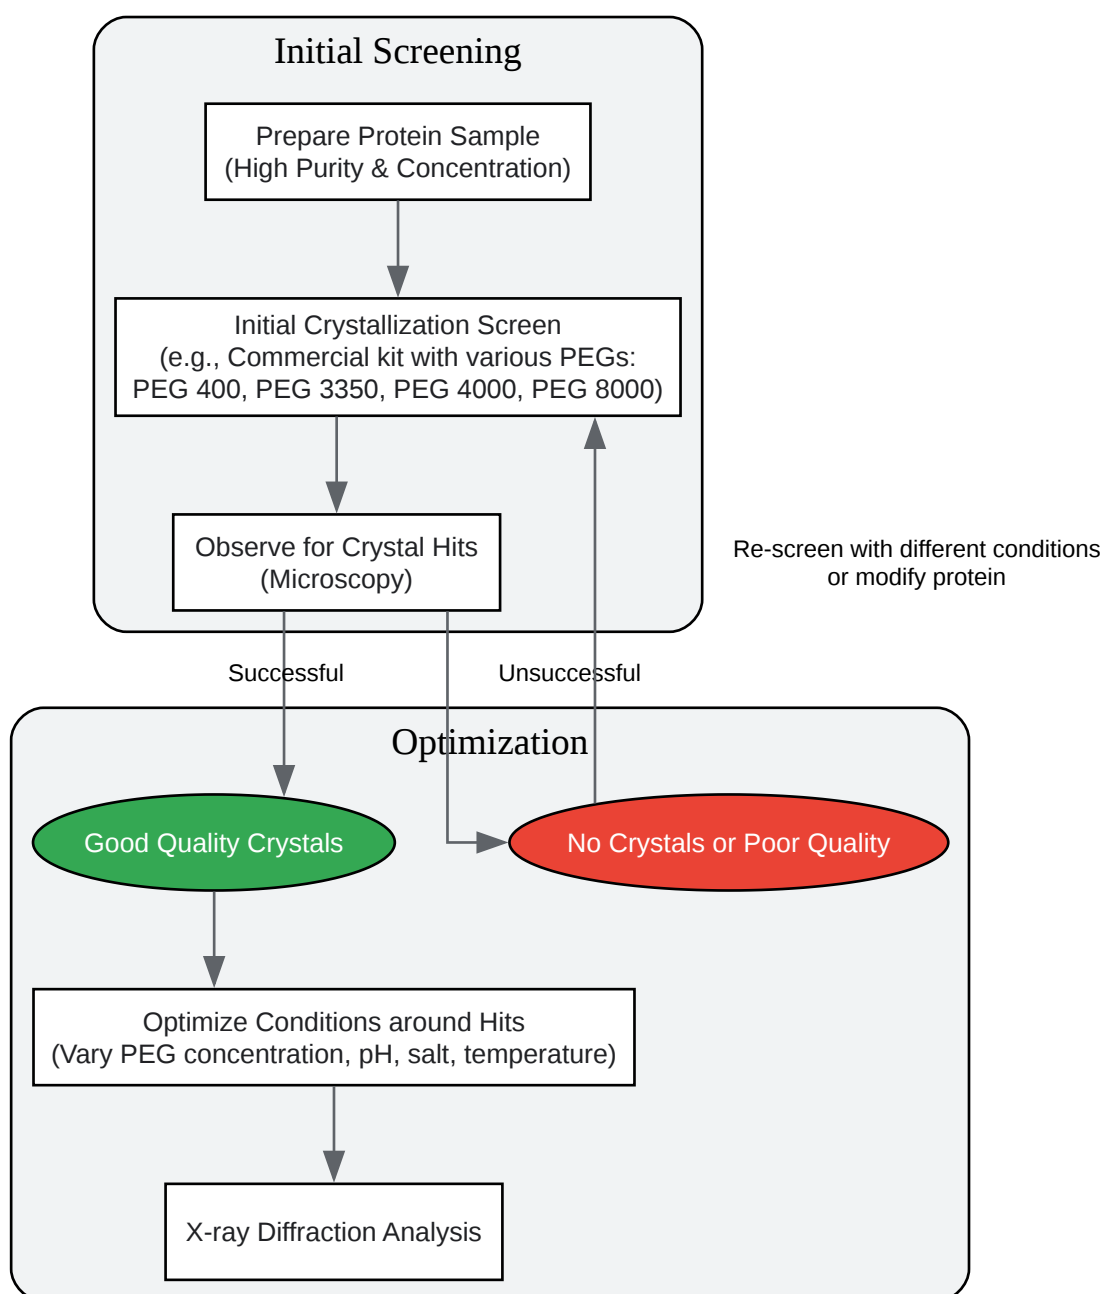 Initial Screening
Prepare Protein Sample
(High Purity & Concentration)
Initial Crystallization Screen
(e.g., Commercial kit with various PEGs:
PEG 400, PEG 3350, PEG 4000, PEG 8000)
Observe for Crystal Hits
(Microscopy)
Re-screen with different conditions
or modify protein
Successful
Unsuccessful
Optimization
Good Quality Crystals
No Crystals or Poor Quality
Optimize Conditions around Hits
(Vary PEG concentration, pH, salt, temperature)
X-ray Diffraction Analysis